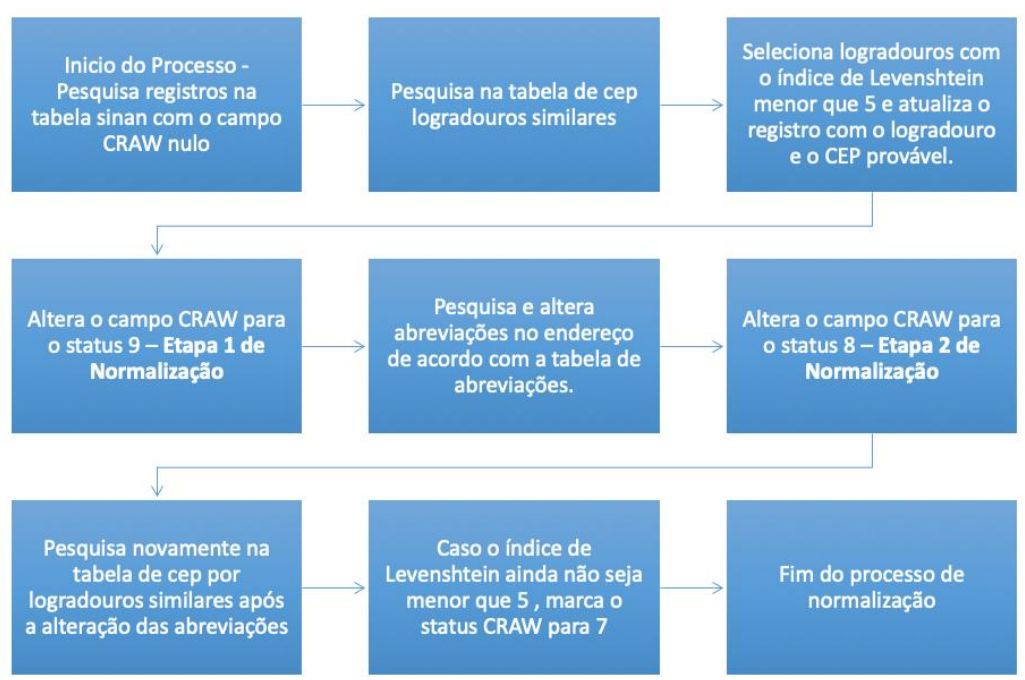 Inicio do Processo -
Pesquisa registros na
tabela sinan com o campo
CRAW nulo
Pesquisa na tabela de cep
logradouros similares
Seleciona logradouros com
o índice de Levenshtein
menor que 5 e atualiza o
registro com o logradouro
e o CEP provável.
Altera o campo CRAW para
o status 9 – Etapa 1 de
Normalização
Pesquisa e altera
abreviações no endereço
de acordo com a tabela de
abreviações.
Altera o campo CRAW para
o status 8 – Etapa 2 de
Normalização
Pesquisa novamente na
tabela de cep por
logradouros similares após
a alteração das abreviações
Caso o índice de
Levenshtein ainda não seja
menor que 5 , marca o
status CRAW para 7
Fim do processo de
normalização